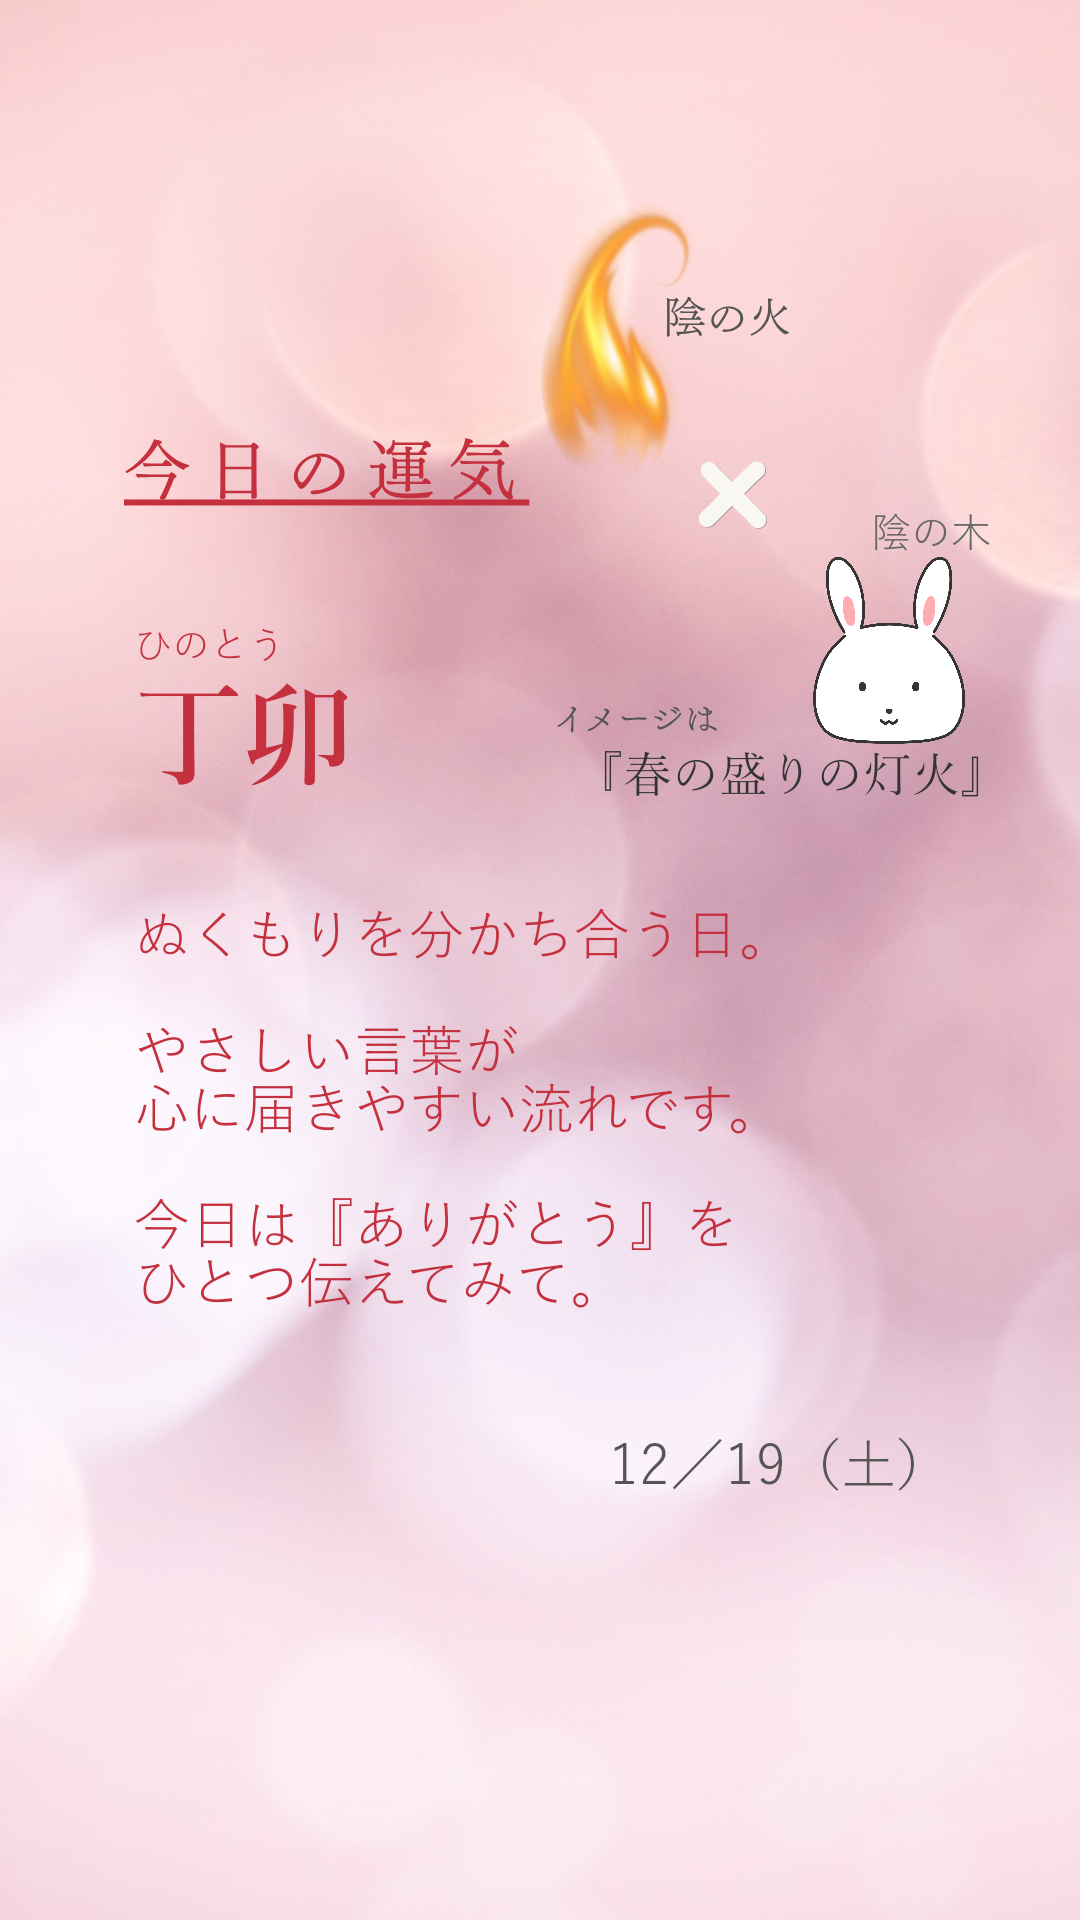 陰の火
今日の運気
陰の木
ひのとう
丁卯
イメージは
『春の盛りの灯火』
ぬくもりを分かち合う日。
やさしい言葉が
心に届きやすい流れです。
今日は『ありがとう』を
ひとつ伝えてみて。
12／19（土）